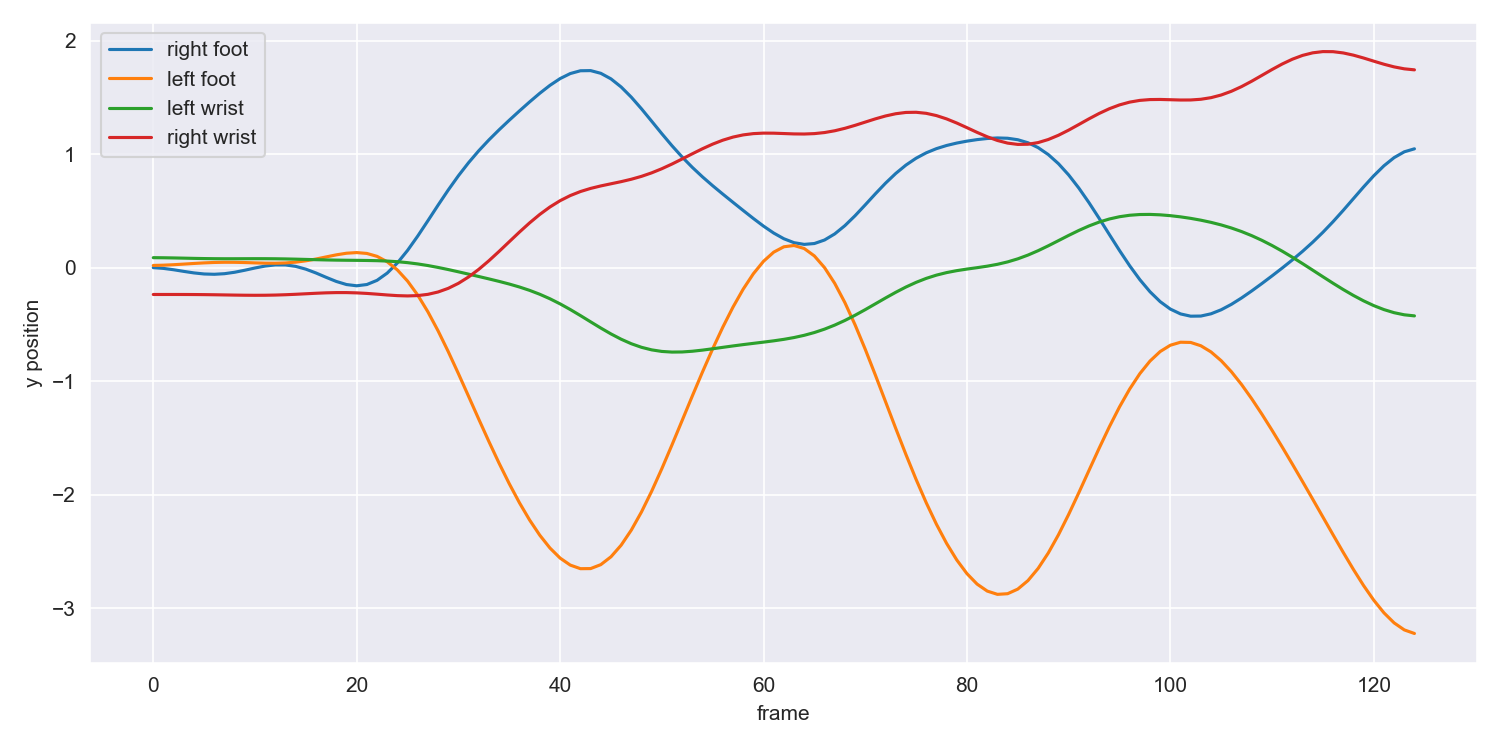 right foot
left foot
left wrist
right wrist
2
1
0
−1
−2
−3
y position
0 20 40 60 80 100 120
frame